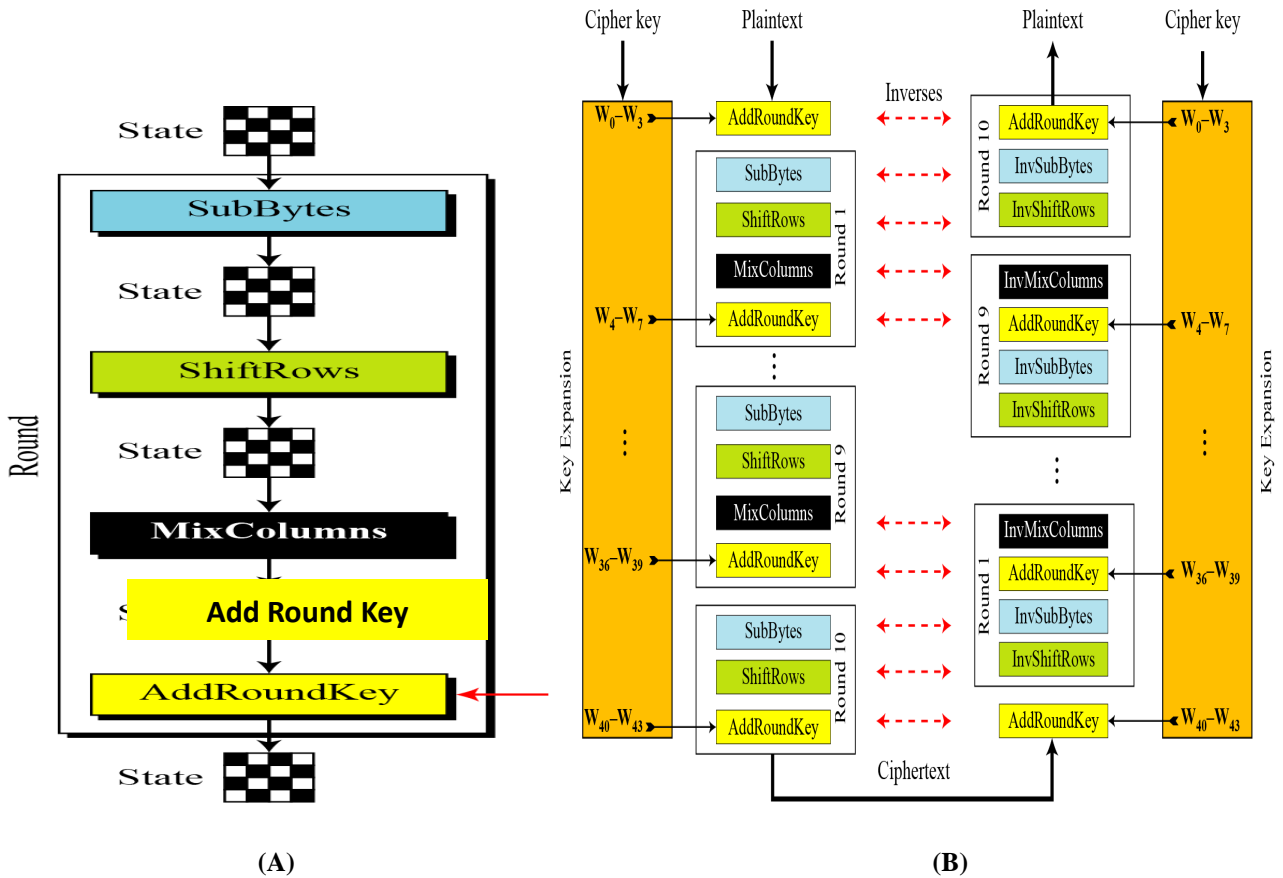 State
SubBytes
State
ShiftRows
State
MixColumns
Add Round Key
AddRoundKey
State
Round
(A)
Cipher key
Plaintext
Plaintext
Cipher key
Inverses
Key Expansion
W0–W3
W4–W7
W36–W39
W40–W43
AddRoundKey
SubBytes
ShiftRows
MixColumns
AddRoundKey
Round 1
SubBytes
ShiftRows
MixColumns
AddRoundKey
Round 9
SubBytes
ShiftRows
AddRoundKey
Round 10
Ciphertext
AddRoundKey
InvSubBytes
InvShiftRows
Round 10
InvMixColumns
AddRoundKey
InvSubBytes
InvShiftRows
Round 9
InvMixColumns
AddRoundKey
InvSubBytes
InvShiftRows
Round 1
AddRoundKey
W0–W3
W4–W7
W36–W39
W40–W43
Key Expansion
(B)